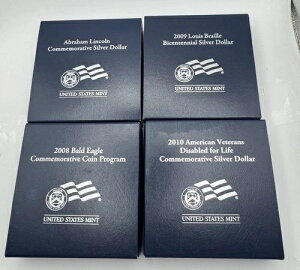 Abraham Lincoln
Commemorative Silver Dollar
UNITED STATES MINT
2009 Louis Braille
Bicentennial Silver Dollar
UNITED STATES MINT
2008 Bald Eagle
Commemorative Coin Program
UNITED STATES MINT
2010 American Veterans
Disabled for Life
Commemorative Silver Dollar
UNITED STATES MINT